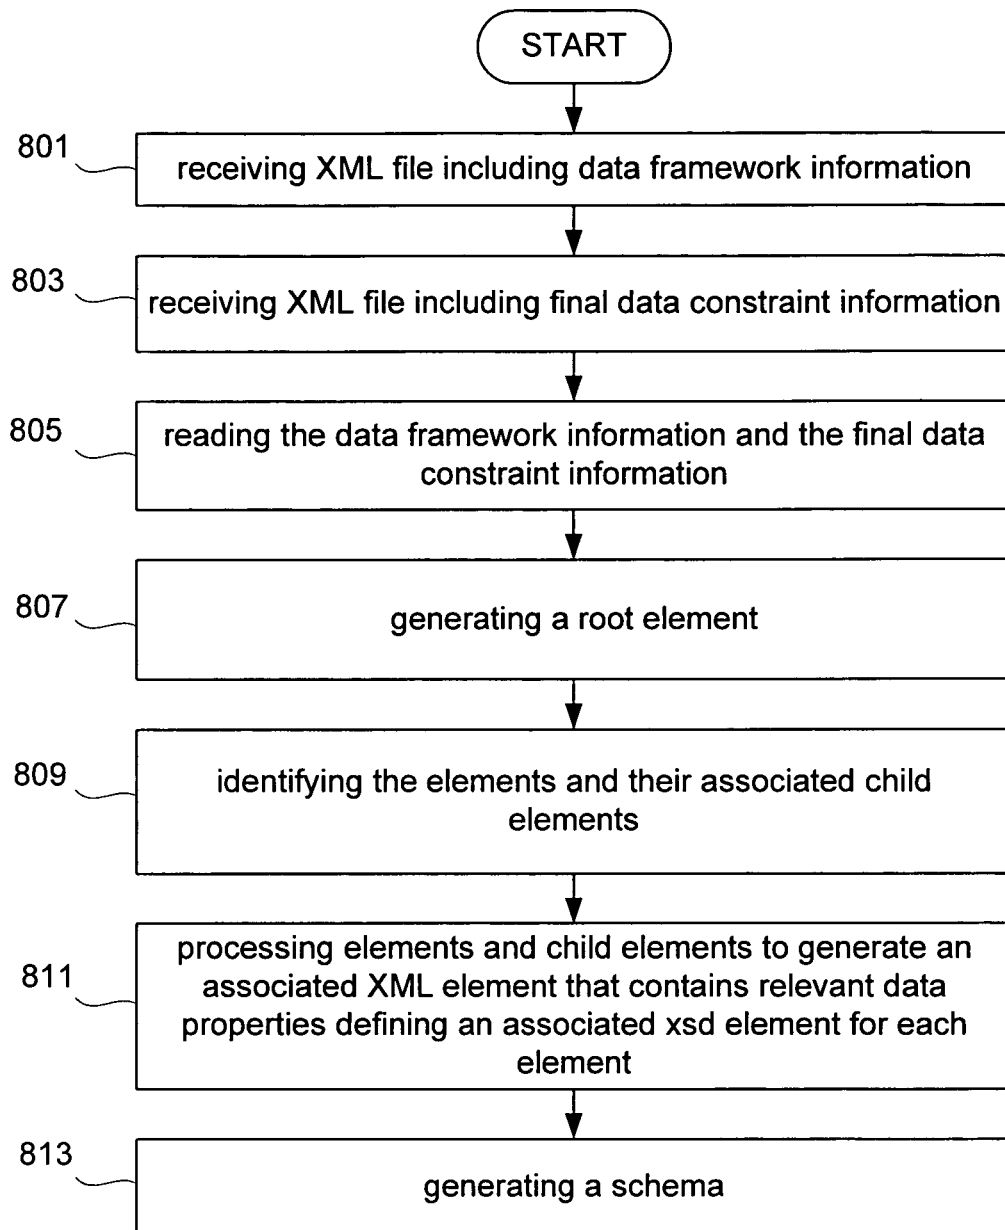 START
801
receiving XML file including data framework information
803
receiving XML file including final data constraint information
805
reading the data framework information and the final data
constraint information
807
generating a root element
809
identifying the elements and their associated child
elements
811
processing elements and child elements to generate an
associated XML element that contains relevant data
properties defining an associated xsd element for each
element
813
generating a schema